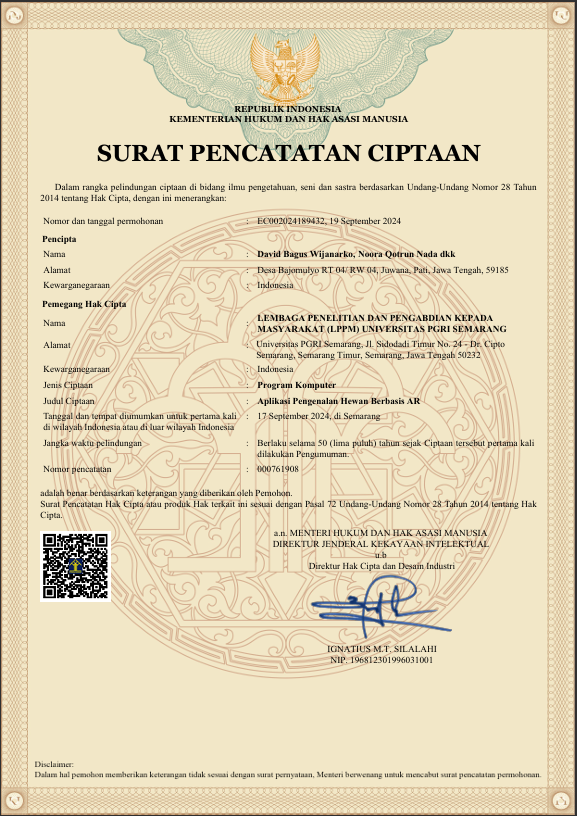 REPUBLIK INDONESIA
KEMENTERIAN HUKUM DAN HAK ASASI MANUSIA
SURAT PENCATATAN CIPTAAN
Dalam rangka pelindungan ciptaan di bidang ilmu pengetahuan, seni dan sastra berdasarkan Undang-Undang Nomor 28 Tahun
2014 tentang Hak Cipta, dengan ini menerangkan:
Nomor dan tanggal permohonan : EC002024189432, 19 September 2024
Pencipta
Nama : David Bagus Wijanarko, Noora Qotrun Nada dkk
Alamat : Desa Bajomulyo RT 04/ RW 04, Juwana, Pati, Jawa Tengah, 59185
Kewarganegaraan : Indonesia
Pemegang Hak Cipta
Nama : LEMBAGA PENELITIAN DAN PENGABDIAN KEPADA
MASYARAKAT (LPPM) UNIVERSITAS PGRI SEMARANG
Alamat : Universitas PGRI Semarang, Jl. Sidodadi Timur No. 24 - Dr. Cipto
Semarang, Semarang Timur, Semarang, Jawa Tengah 50232
Kewarganegaraan : Indonesia
Jenis Ciptaan : Program Komputer
Judul Ciptaan : Aplikasi Pengenalan Hewan Berbasis AR
Tanggal dan tempat diumumkan untuk pertama kali : 17 September 2024, di Semarang
di wilayah Indonesia atau di luar wilayah Indonesia
Jangka waktu pelindungan : Berlaku selama 50 (lima puluh) tahun sejak Ciptaan tersebut pertama kali
dilakukan Pengumuman.
Nomor pencatatan : 000761908
adalah benar berdasarkan keterangan yang diberikan oleh Pemohon.
Surat Pencatatan Hak Cipta atau produk Hak terkait ini sesuai dengan Pasal 72 Undang-Undang Nomor 28 Tahun 2014 tentang Hak
Cipta.
a.n. MENTERI HUKUM DAN HAK ASASI MANUSIA
DIREKTUR JENDERAL KEKAYAAN INTELEKTUAL
u.b
Direktur Hak Cipta dan Desain Industri
IGNATIUS M.T. SILALAHI
NIP. 196812301996031001
Disclaimer:
Dalam hal pemohon memberikan keterangan tidak sesuai dengan surat pernyataan, Menteri berwenang untuk mencabut surat pencatatan permohonan.